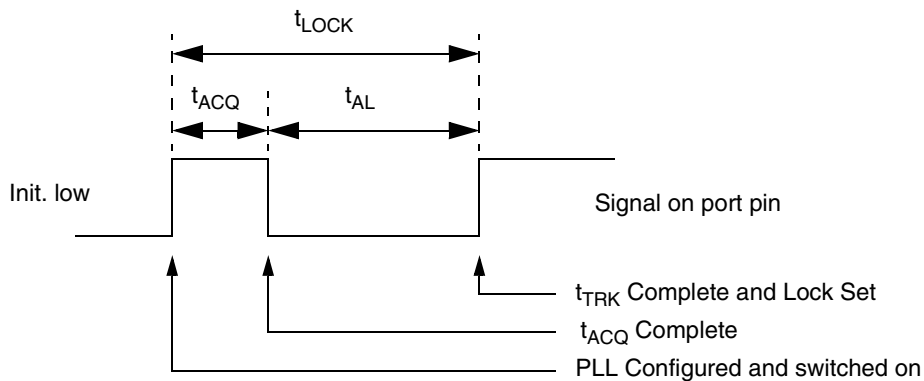 tLOCK
tACQ
tAL
Init. low
Signal on port pin
tTRK Complete and Lock Set
tACQ Complete
PLL Configured and switched on